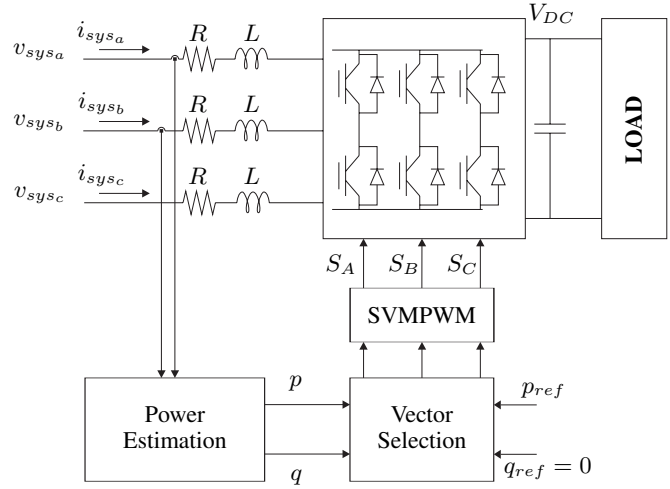 i_{sys_a}
v_{sys_a}
R L
i_{sys_b}
v_{sys_b}
R L
i_{sys_c}
v_{sys_c}
R L
V_{DC}
LOAD
S_A S_B S_C
SVMPWM
Power
Estimation
p
q
Vector
Selection
p_{ref}
q_{ref} = 0